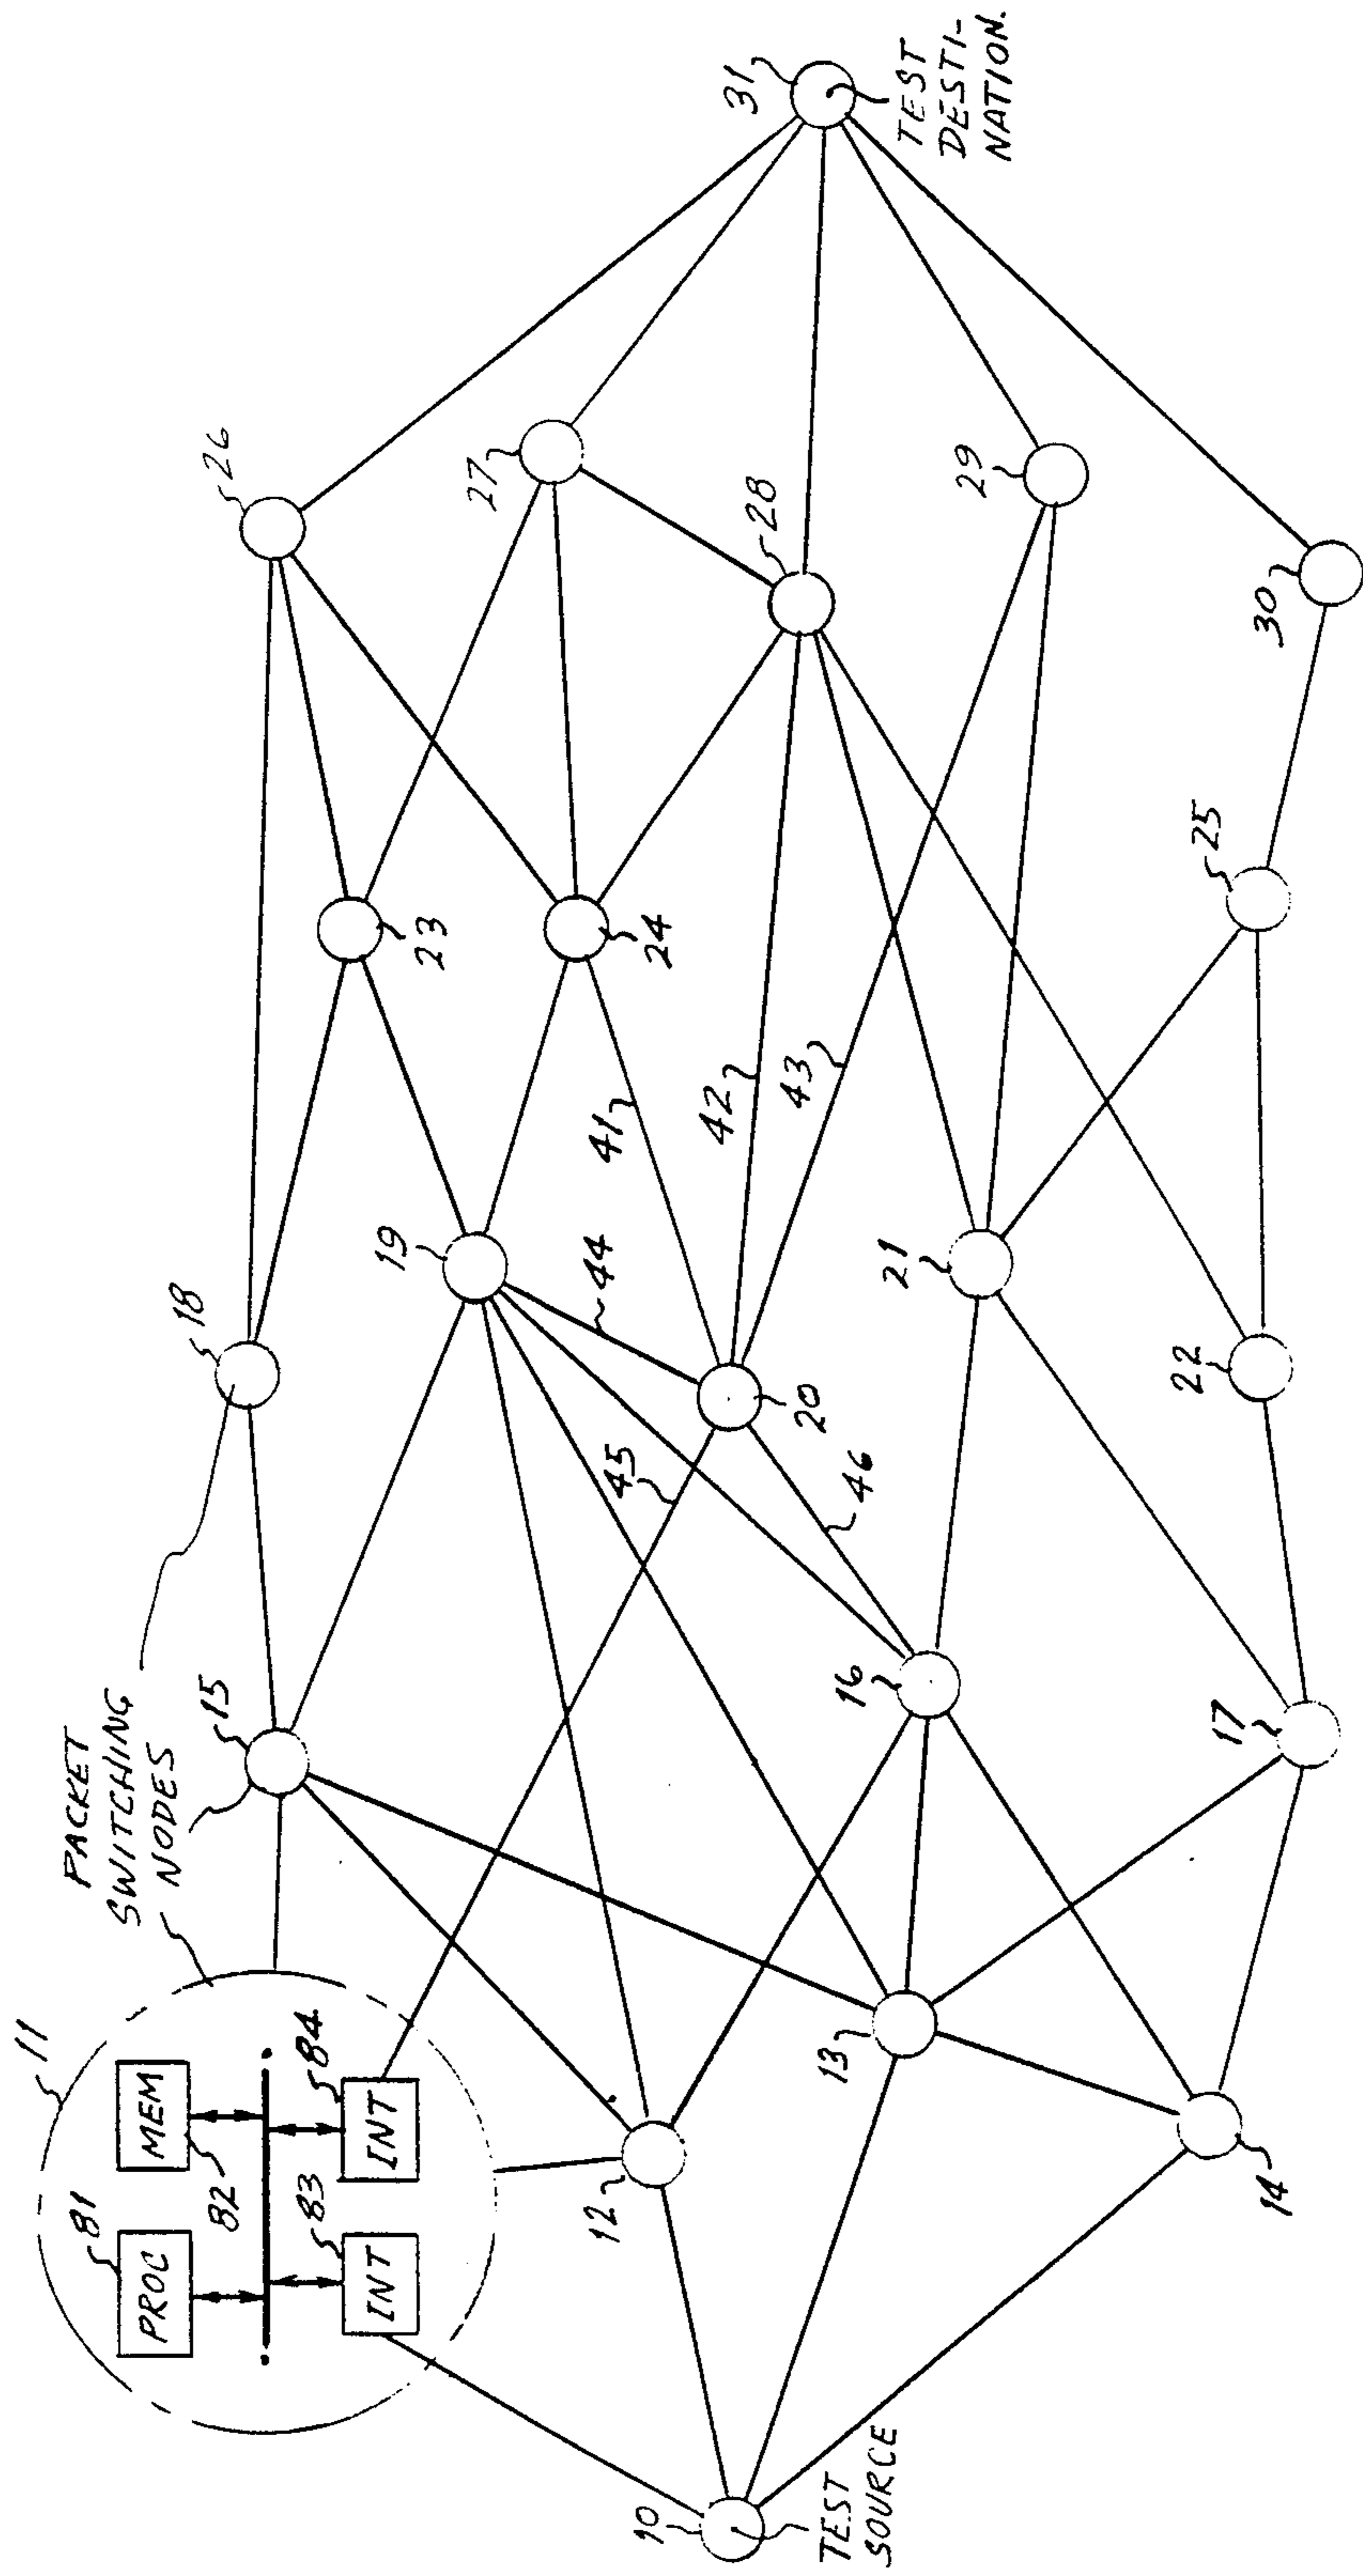 PACKET
SWITCHING
NODES
11
PROC
81
MEM
82
INT
83
INT
84
10
TEST
SOURCE
12
13
14
15
16
17
18
19
20
21
22
23
24
25
26
27
28
29
30
31
41
42
43
44
45
46
TEST
DESTI-
NATION.